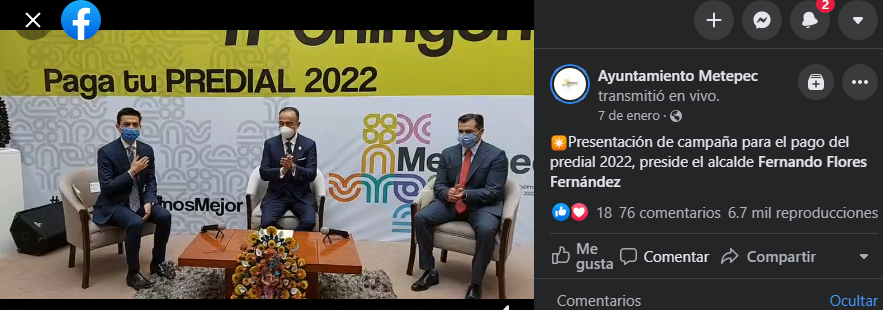 Paga tu PREDIAL 2022
Ayuntamiento Metepec
transmitió en vivo.
7 de enero
Presentación de campaña para el pago del
predial 2022, preside el alcalde Fernando Flores
Fernández
18 76 comentarios 6.7 mil reproducciones
Me
gusta
Comentar
Compartir
Comentarios
Ocultar
2